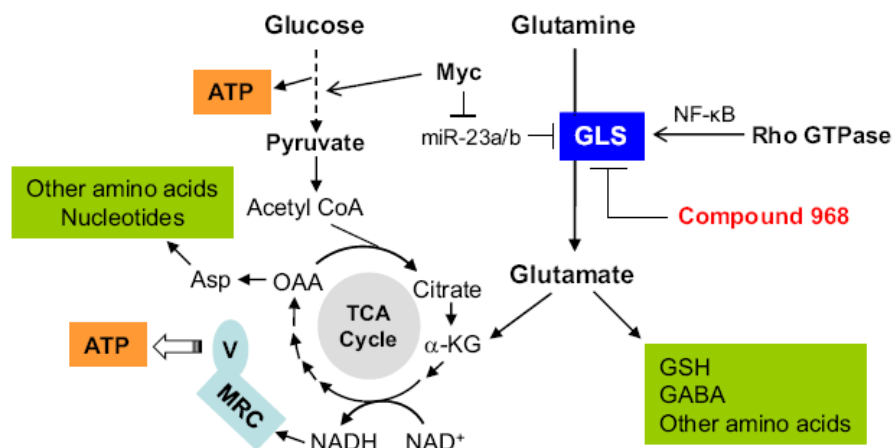 Glucose
Glutamine
Myc
ATP
NF-κB
miR-23a/b
GLS
Rho GTPase
Pyruvate
Other amino acids
Nucleotides
Acetyl CoA
Compound 968
Asp
OAA
Citrate
Glutamate
TCA
Cycle
ATP
V
α-KG
MRC
GSH
GABA
Other amino acids
NADH
NAD+